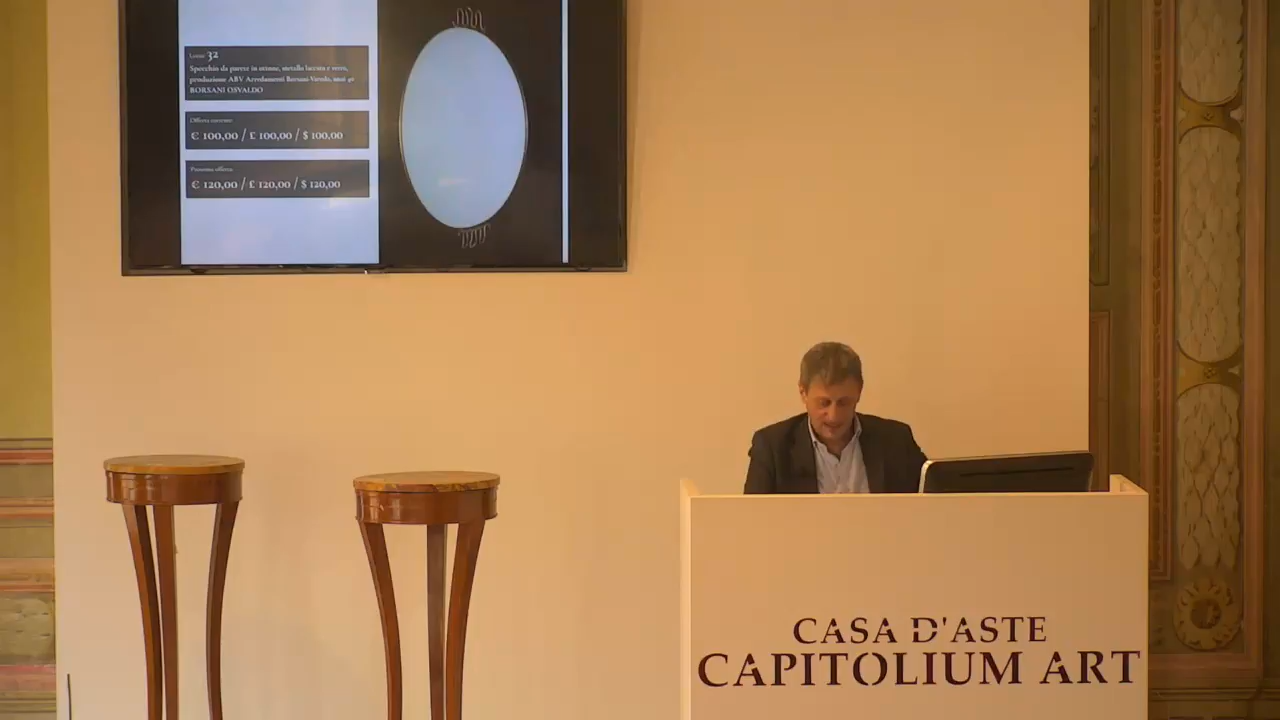 Lotto: 32
Specchio da parete in ottone, metallo laccato e vetro,
produzione ABV Arredamenti Borsani Varedo, anni 40
BORSANI OSVALDO
Offerta corrente:
€ 100,00 / £ 100,00 / $ 100,00
Prossima offerta:
€ 120,00 / £ 120,00 / $ 120,00
CASA D'ASTE
CAPITOLIUM ART